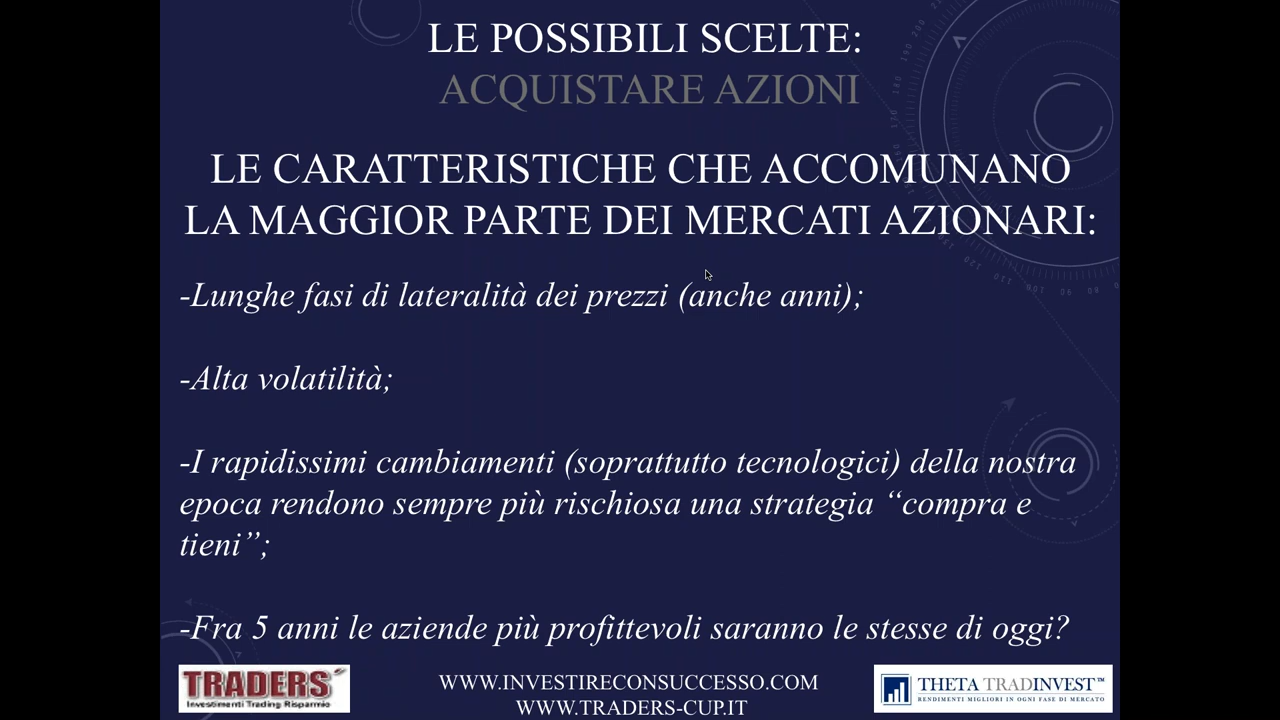 LE POSSIBILI SCELTE:
ACQUISTARE AZIONI
LE CARATTERISTICHE CHE ACCOMUNANO
LA MAGGIOR PARTE DEI MERCATI AZIONARI:
-Lunghe fasi di lateralità dei prezzi (anche anni);
-Alta volatilità;
-I rapidissimi cambiamenti (soprattutto tecnologici) della nostra
epoca rendono sempre più rischiosa una strategia “compra e
tieni”;
-Fra 5 anni le aziende più profittevoli saranno le stesse di oggi?
TRADERS´
Investimenti Trading Risparmio
WWW.INVESTIRECONSUCCESSO.COM
WWW.TRADERS-CUP.IT
THETA TRADINVEST™
RENDIMENTI MIGLIORI IN OGNI FASE DI MERCATO